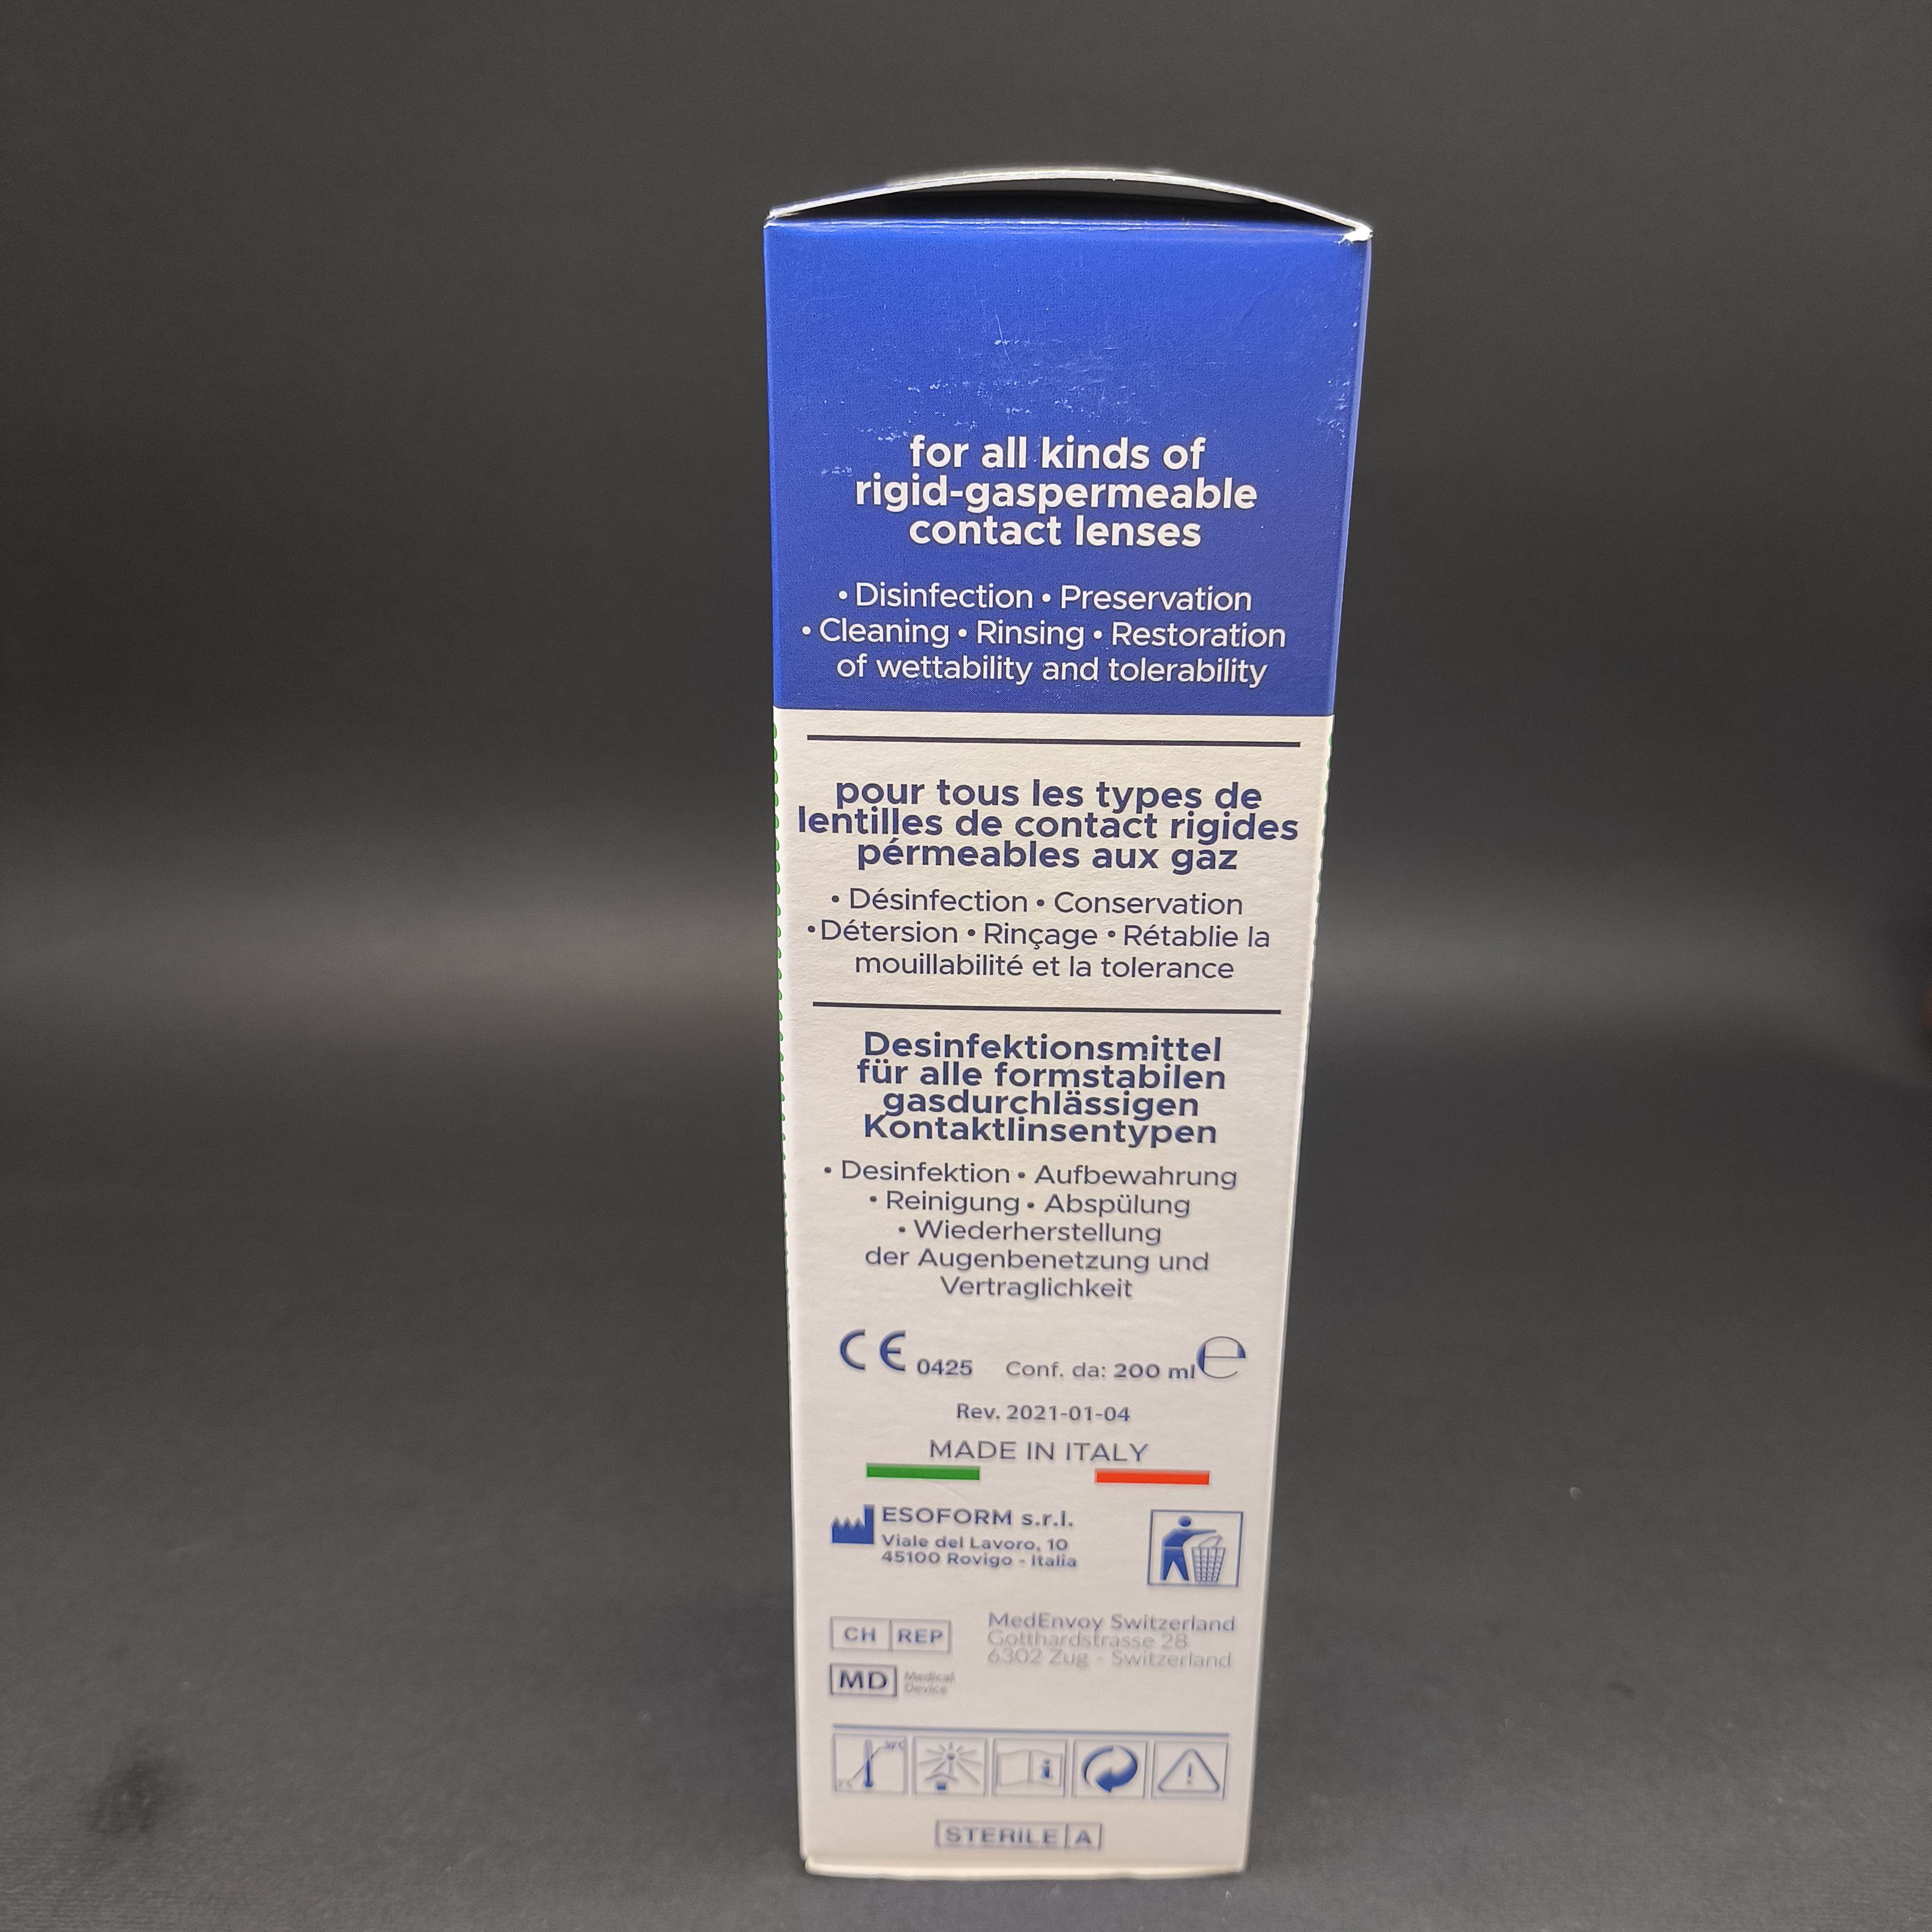 for all kinds of
rigid-gaspermeable
contact lenses
• Disinfection • Preservation
• Cleaning • Rinsing • Restoration
of wettability and tolerability
pour tous les types de
lentilles de contact rigides
pérmeables aux gaz
• Désinfection • Conservation
• Détersion • Rinçage • Rétablie la
mouillabilité et la tolerance
Desinfektionsmittel
für alle formstabilen
gasdurchlässigen
Kontaktlinsentypen
• Desinfektion • Aufbewahrung
• Reinigung • Abspülung
• Wiederherstellung
der Augenbenetzung und
Vertraglichkeit
CE 0425 Conf. da: 200 ml e
Rev. 2021-01-04
MADE IN ITALY
ESOFORM s.r.l.
Viale del Lavoro, 10
45100 Rovigo - Italia
CH REP
MedEnvoy Switzerland
Gotthardstrasse 28
6302 Zug - Switzerland
MD Medical
Device
STERILE A